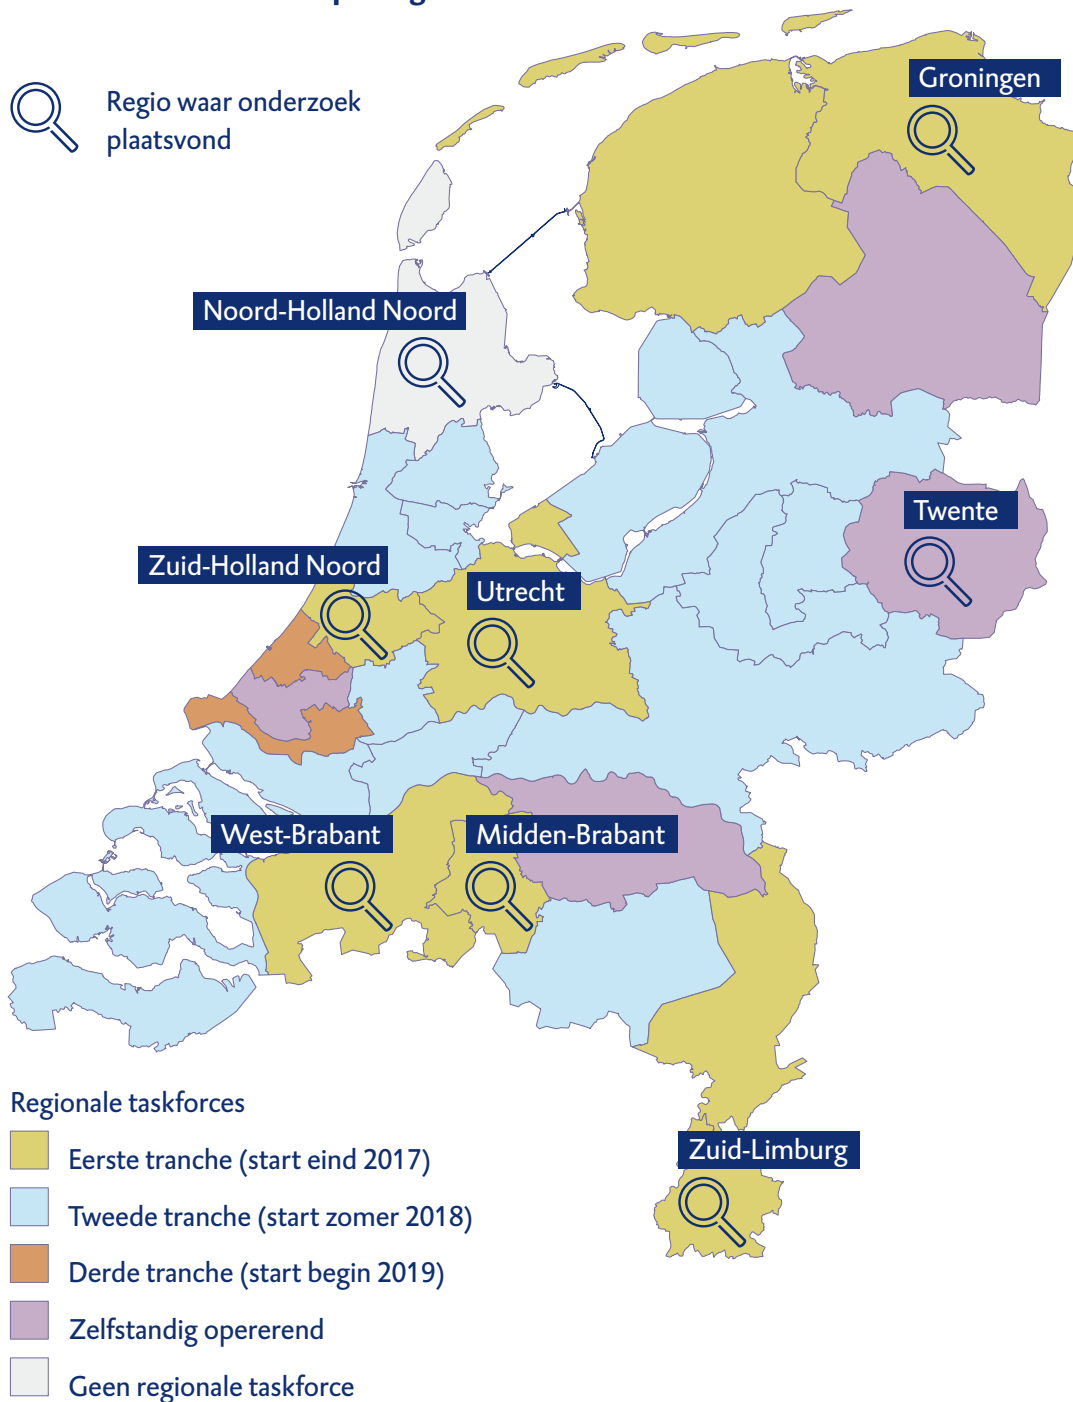 Regio waar onderzoek
plaatsvond
Groningen
Noord-Holland Noord
Twente
Zuid-Holland Noord
Utrecht
West-Brabant
Midden-Brabant
Zuid-Limburg
Regionale taskforces
Eerste tranche (start eind 2017)
Tweede tranche (start zomer 2018)
Derde tranche (start begin 2019)
Zelfstandig opererend
Geen regionale taskforce